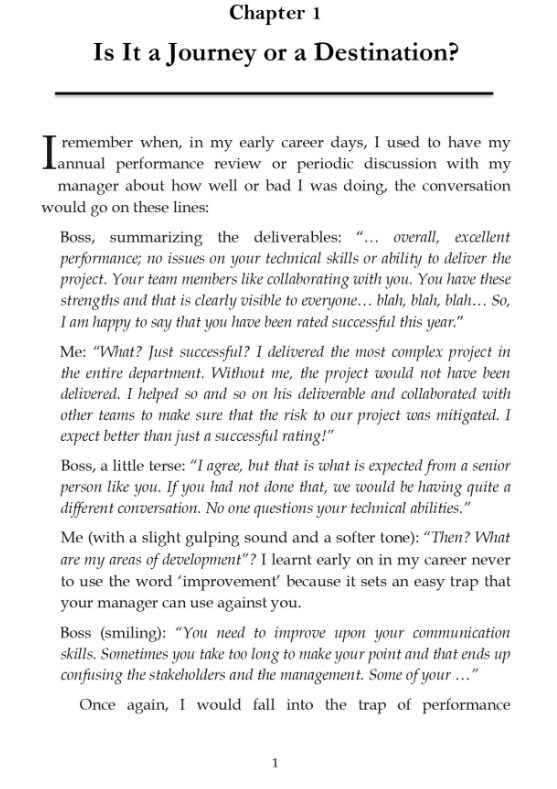 Chapter 1
Is It a Journey or a Destination?
I remember when, in my early career days, I used to have my
annual performance review or periodic discussion with my
manager about how well or bad I was doing, the conversation
would go on these lines:
Boss, summarizing the deliverables: “… overall, excellent
performance; no issues on your technical skills or ability to deliver the
project. Your team members like collaborating with you. You have these
strengths and that is clearly visible to everyone… blah, blah, blah… So,
I am happy to say that you have been rated successful this year.”
Me: “What? Just successful? I delivered the most complex project in
the entire department. Without me, the project would not have been
delivered. I helped so and so on his deliverable and collaborated with
other teams to make sure that the risk to our project was mitigated. I
expect better than just a successful rating!”
Boss, a little terse: “I agree, but that is what is expected from a senior
person like you. If you had not done that, we would be having quite a
different conversation. No one questions your technical abilities.”
Me (with a slight gulping sound and a softer tone): “Then? What
are my areas of development”? I learnt early on in my career never
to use the word ‘improvement’ because it sets an easy trap that
your manager can use against you.
Boss (smiling): “You need to improve upon your communication
skills. Sometimes you take too long to make your point and that ends up
confusing the stakeholders and the management. Some of your …”
Once again, I would fall into the trap of performance
1